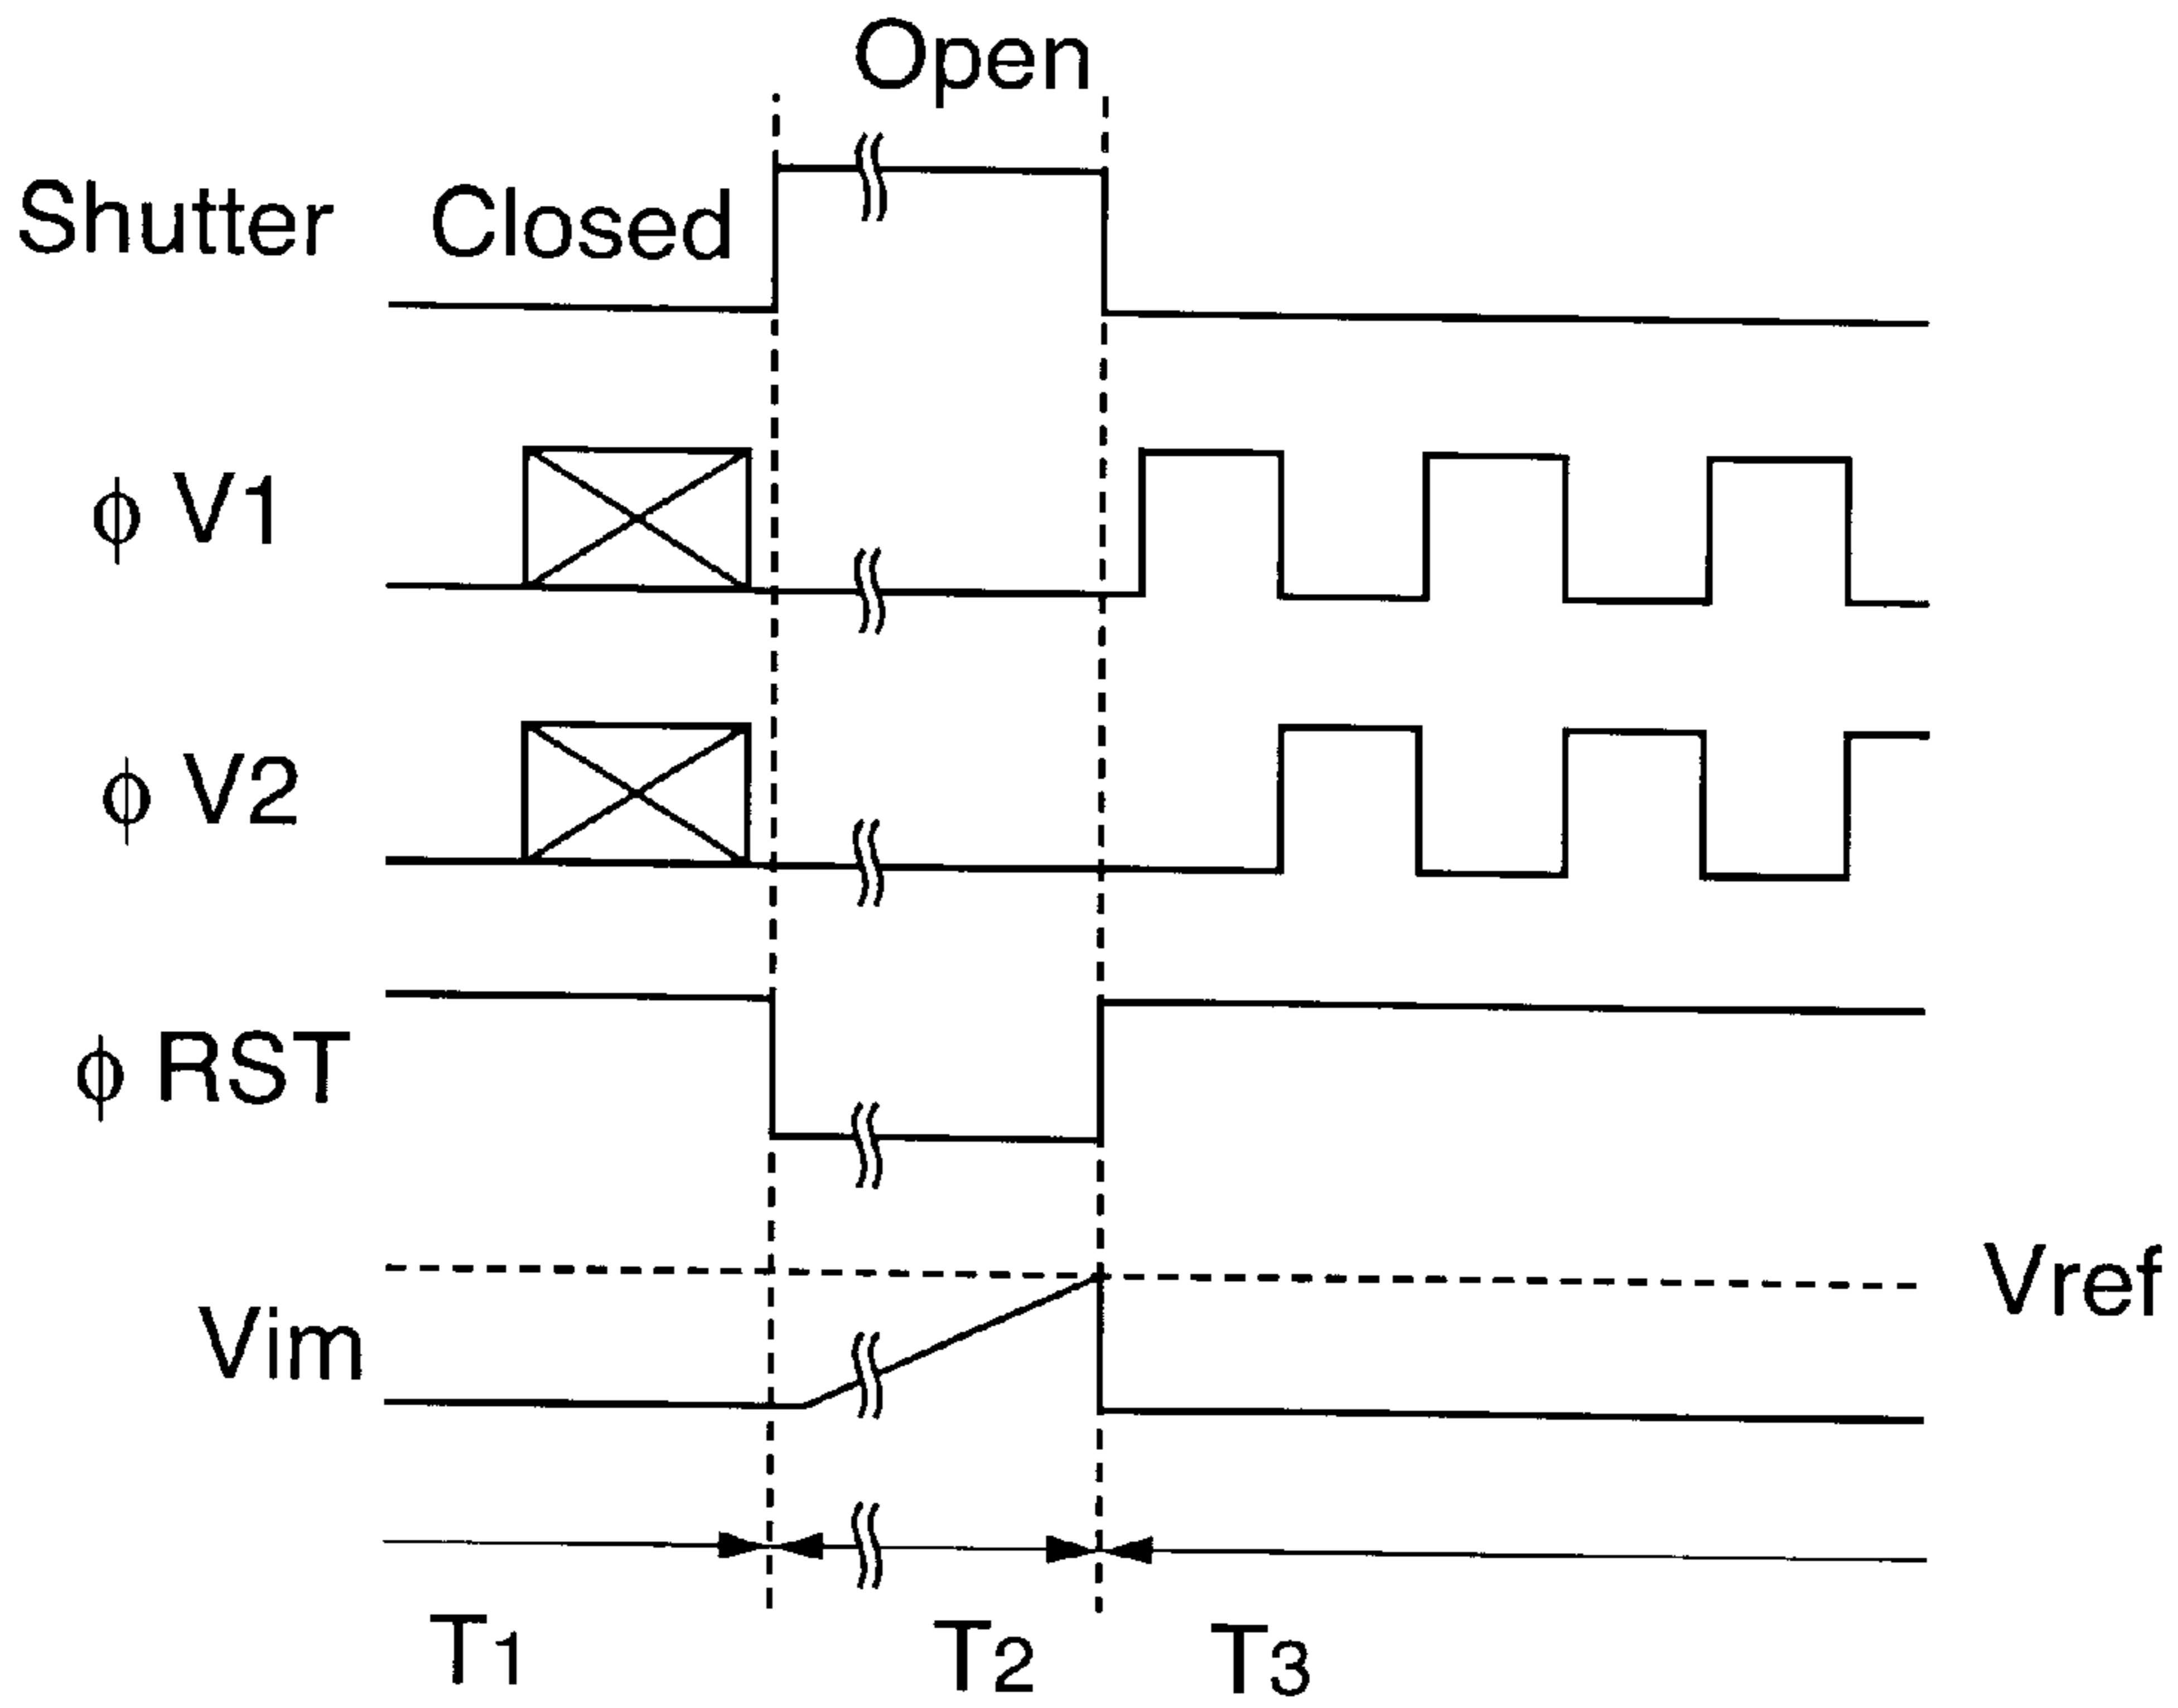 Open
Shutter Closed
ϕ V1
ϕ V2
ϕ RST
Vref
Vim
T1 T2 T3